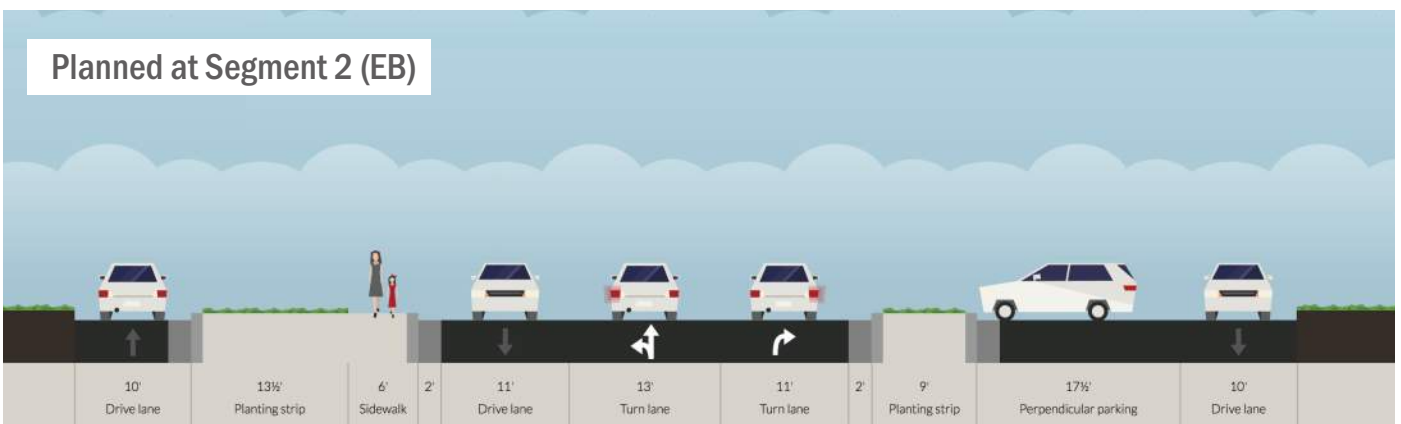 Planned at Segment 2 (EB)
10' 13½' 6' 2' 11' 13' 11' 2' 9' 17½' 10'
Drive lane Planting strip Sidewalk Drive lane Turn lane Turn lane Planting strip Perpendicular parking Drive lane